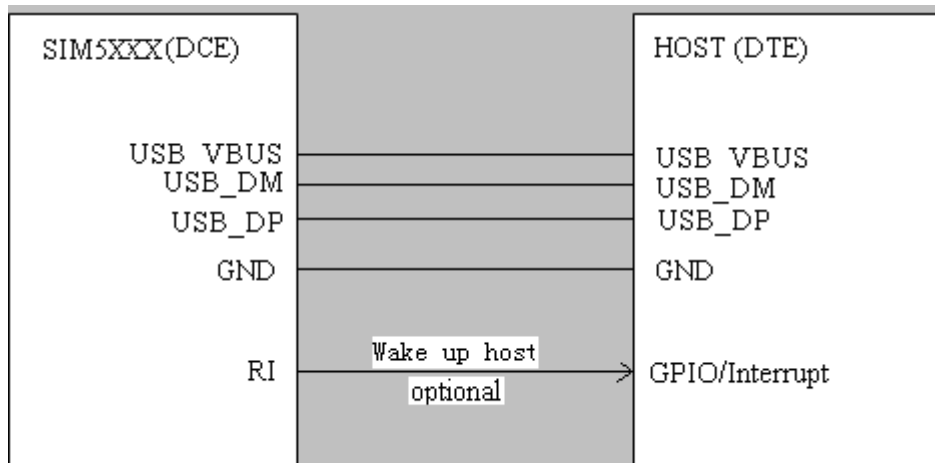 SIM5XXX(DCE)
HOST (DTE)
USB_VBUS
USB_VBUS
USB_DM
USB_DM
USB_DP
USB_DP
GND
GND
Wake up host
RI
GPIO/Interrupt
optional